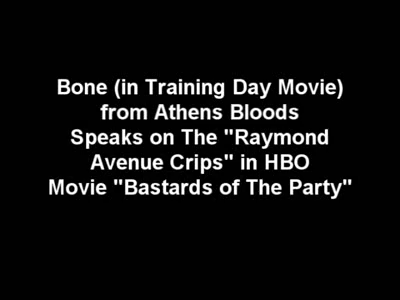 Bone (in Training Day Movie)
from Athens Bloods
Speaks on The "Raymond
Avenue Crips" in HBO
Movie "Bastards of The Party"